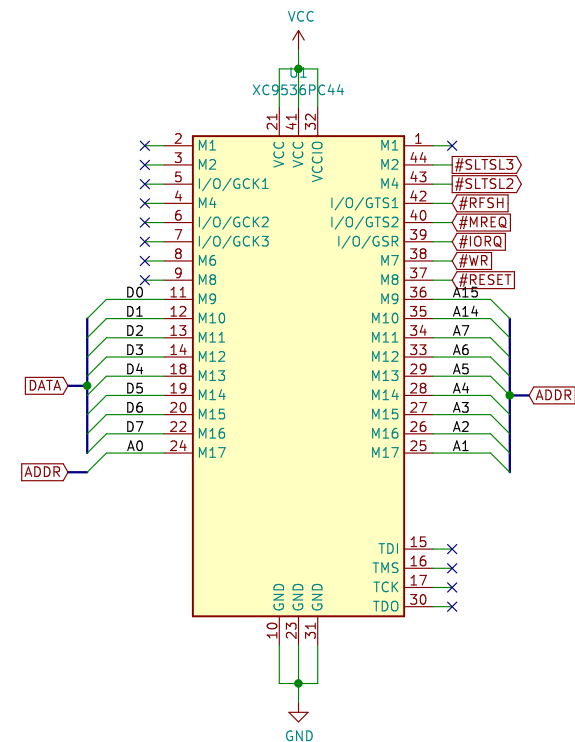 VCC
U1
XC9536PC44
21 41 32
VCC VCC VCCIO
2 M1 M1 1
3 M2 M2 44 #SLTSL3
5 I/O/GCK1 M4 43 #SLTSL2
4 M4 I/O/GTS1 42 #RFSH
6 I/O/GCK2 I/O/GTS2 40 #MREQ
7 I/O/GCK3 I/O/GSR 39 #IORQ
8 M6 M7 38 #WR
9 M8 M8 37 #RESET
D0 11 M9 M9 36 A15
D1 12 M10 M10 35 A14
D2 13 M11 M11 34 A7
D3 14 M12 M12 33 A6
D4 18 M13 M13 29 A5
DATA
D5 19 M14 M14 28 A4
ADDR
D6 20 M15 M15 27 A3
D7 22 M16 M16 26 A2
A0 24 M17 M17 25 A1
ADDR
TDI 15
TMS 16
TCK 17
TDO 30
GND GND GND
10 23 31
GND